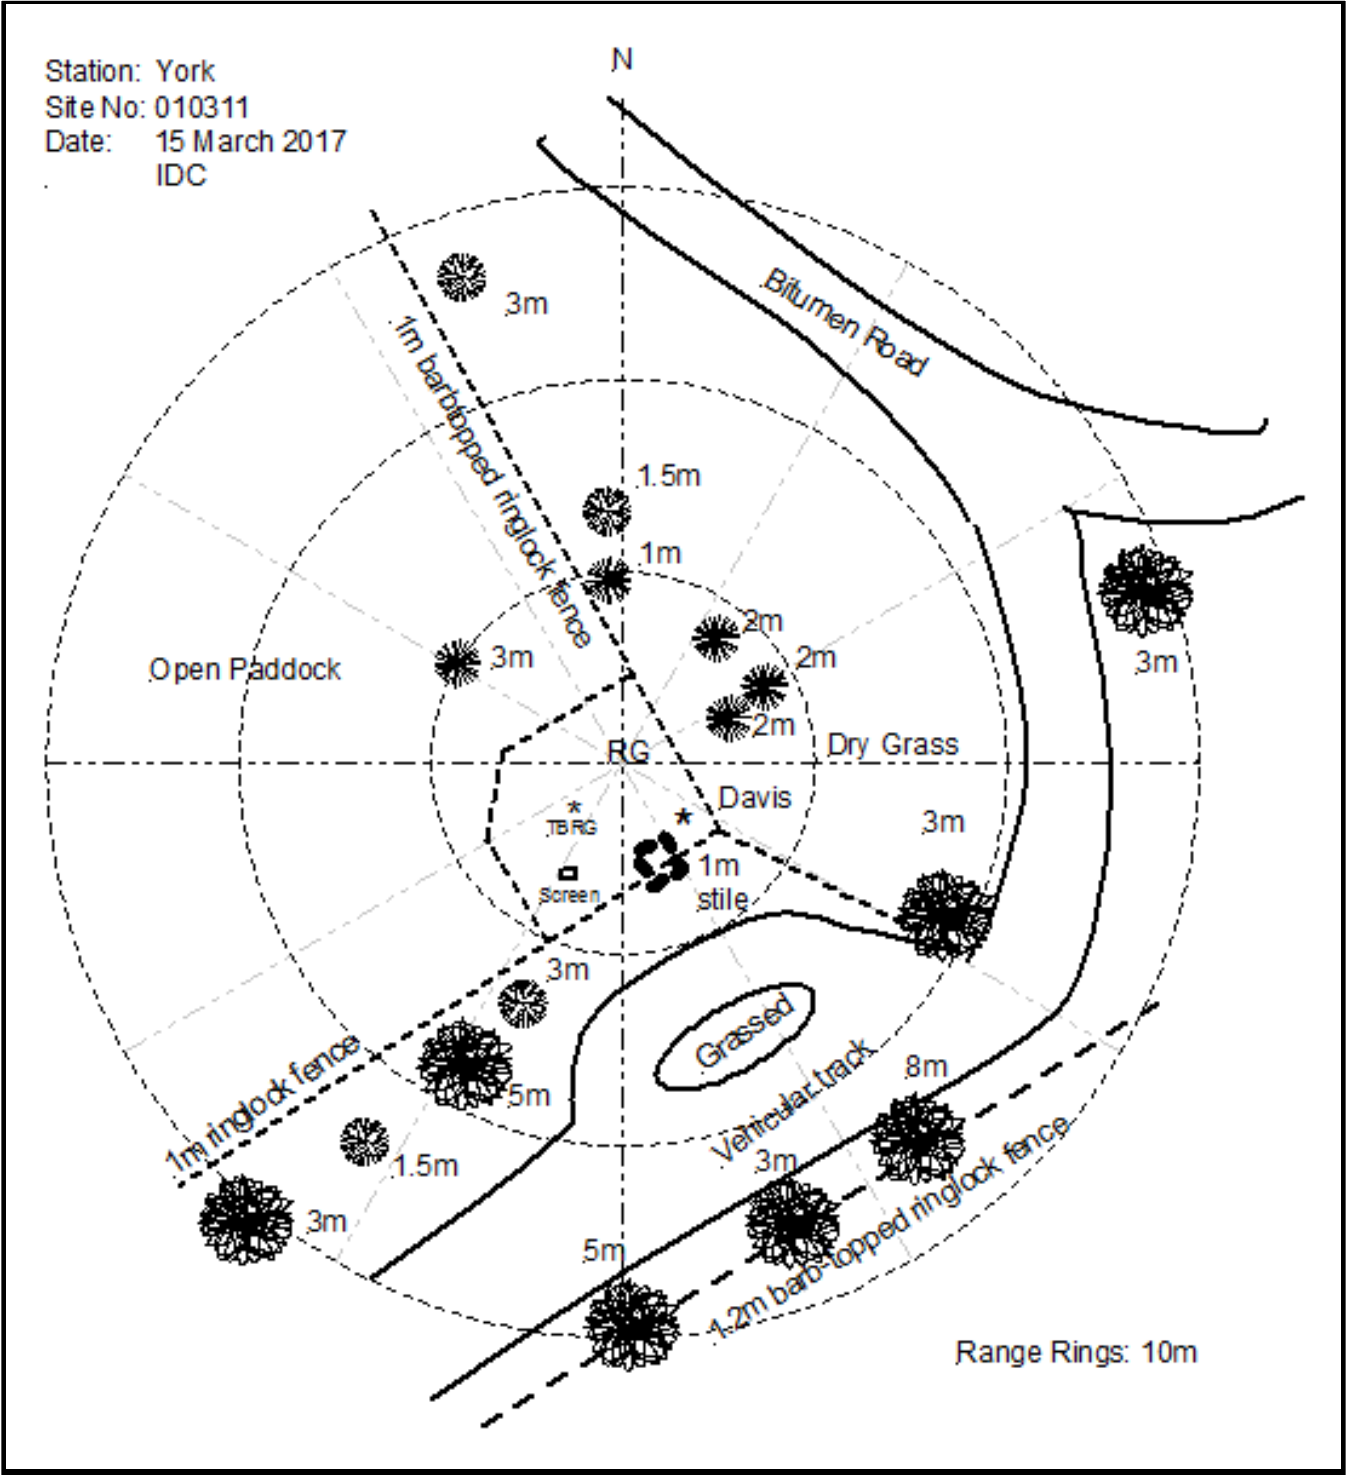 N
Station: York
Site No: 010311
Date: 15 March 2017
IDC
3m
Bitumen Road
1m barbtopped ringlock fence
1.5m
1m
2m
3m
2m
Open Paddock
3m
2m
RG
Dry Grass
Davis
TBRG
3m
1m
stile
Screen
3m
Grassed
1m ringlock fence
Vehicular track
8m
5m
1.5m
3m
3m
1.2m barb-topped ringlock fence
5m
Range Rings: 10m